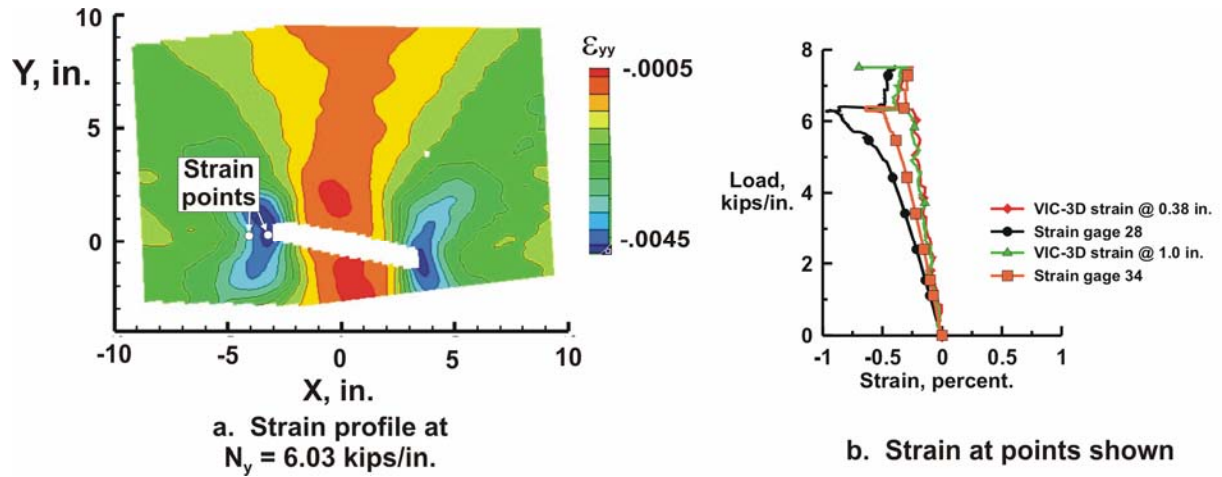 10
5
0
Y, in.
-10
-5
0
5
10
X, in.
Strain
points
εyy
-.0005
-.0045
a. Strain profile at
Ny = 6.03 kips/in.
8
6
4
2
0
Load,
kips/in.
-1
-0.5
0
0.5
1
Strain, percent.
VIC-3D strain @ 0.38 in.
Strain gage 28
VIC-3D strain @ 1.0 in.
Strain gage 34
b. Strain at points shown